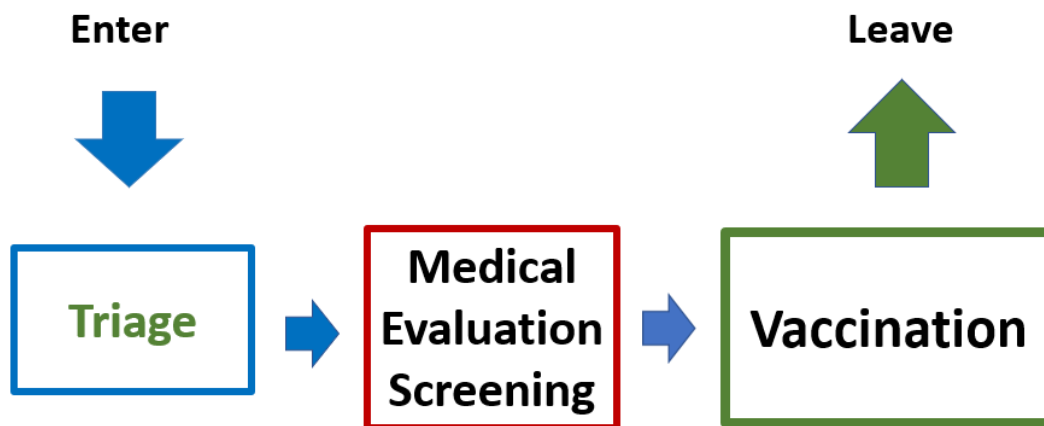 Enter
Leave
Triage
Medical
Evaluation
Screening
Vaccination